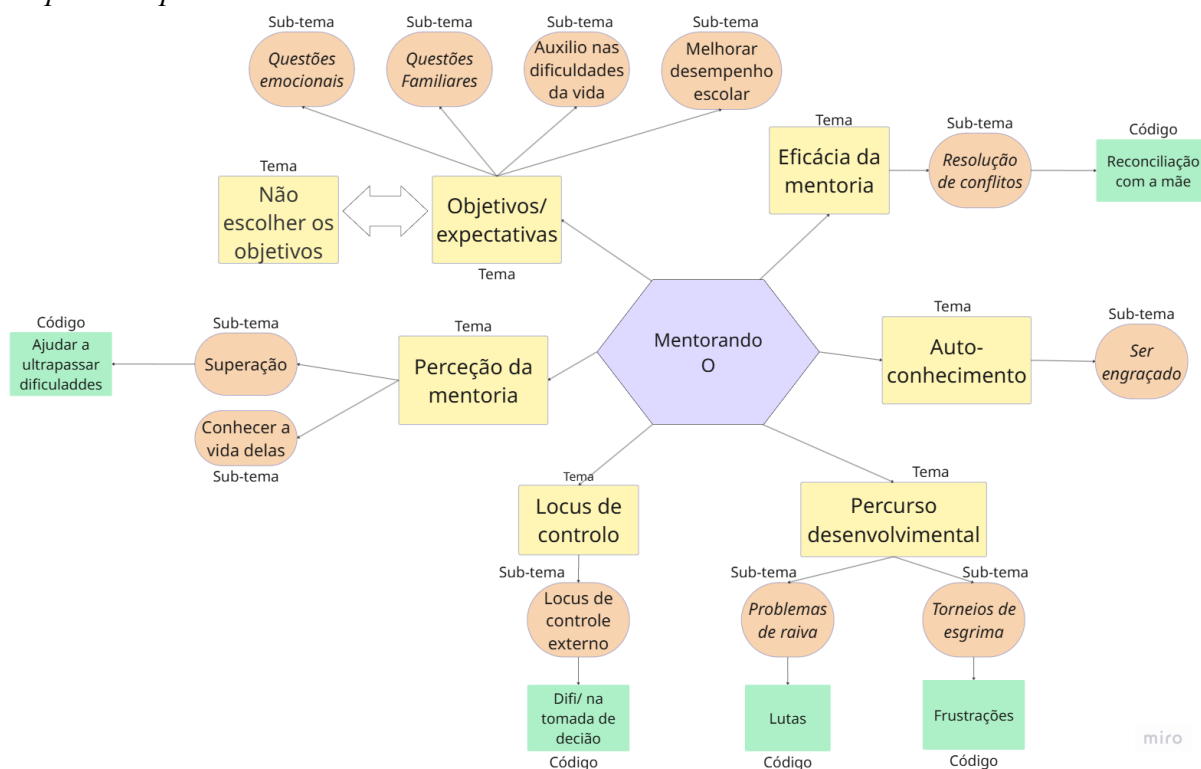 Sub-tema
Questões
emocionais
Sub-tema
Questões
Familiares
Sub-tema
Auxilio nas
dificuldades
da vida
Sub-tema
Melhorar
desempenho
escolar
Tema
Não
escolher os
objetivos
Objetivos/
expectativas
Tema
Tema
Eficácia da
mentoria
Sub-tema
Resolução
de conflitos
Código
Reconciliação
com a mãe
Mentorando
O
Código
Ajudar a
ultrapassar
dificuladdes
Sub-tema
Superação
Conhecer a
vida delas
Sub-tema
Tema
Perceção da
mentoria
Tema
Auto-
conhecimento
Sub-tema
Ser
engraçado
Tema
Locus de
controlo
Sub-tema
Locus de
controle
externo
Difi/ na
tomada de
decião
Código
Tema
Percurso
desenvolvimental
Sub-tema
Problemas
de raiva
Lutas
Código
Sub-tema
Torneios de
esgrima
Frustrações
Código
miro